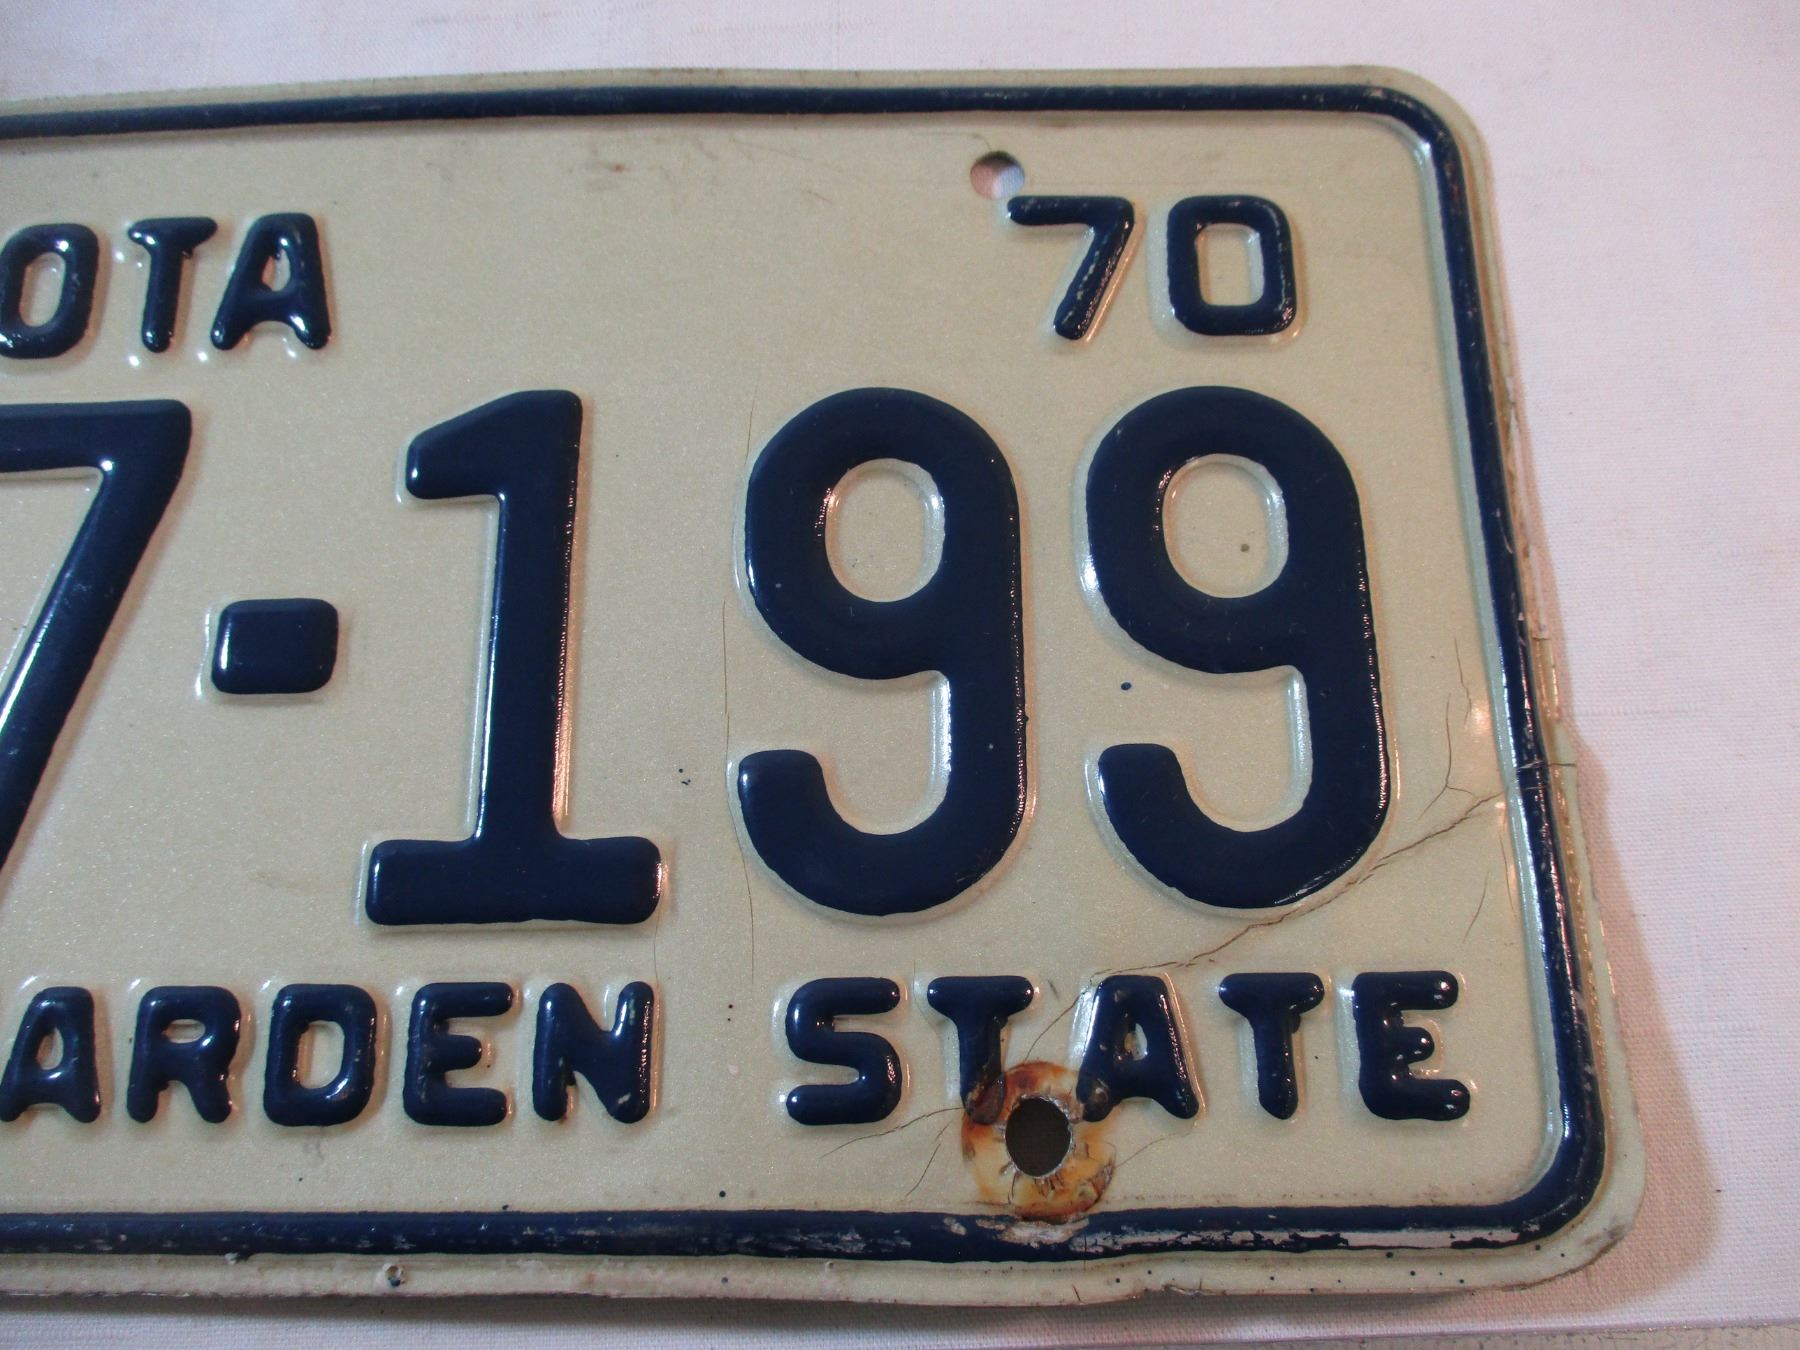 OTA 70
7-199
ARDEN STATE